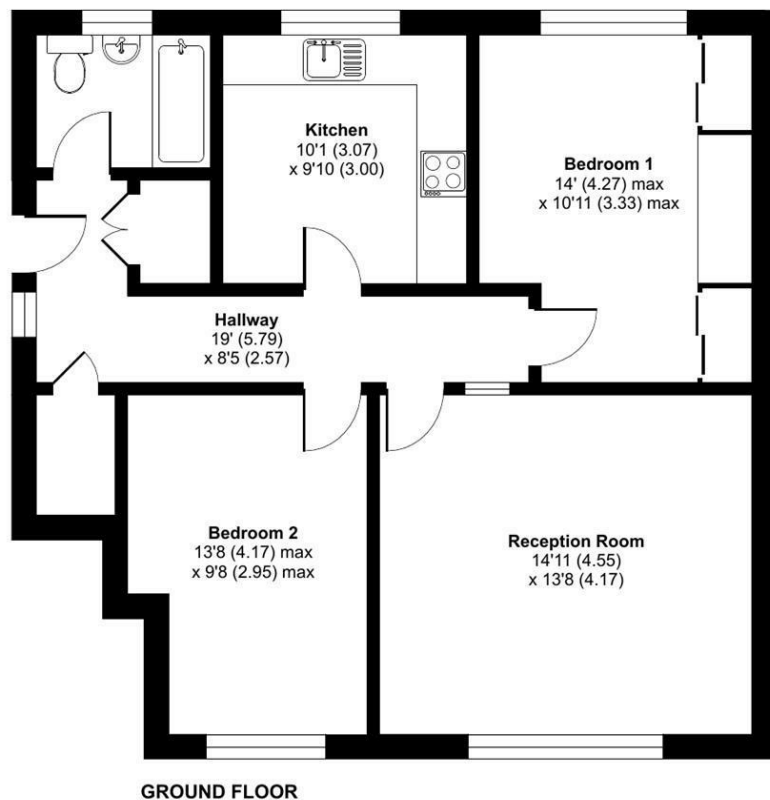 Kitchen
10'1 (3.07)
x 9'10 (3.00)
Bedroom 1
14' (4.27) max
x 10'11 (3.33) max
Hallway
19' (5.79)
x 8'5 (2.57)
Bedroom 2
13'8 (4.17) max
x 9'8 (2.95) max
Reception Room
14'11 (4.55)
x 13'8 (4.17)
GROUND FLOOR